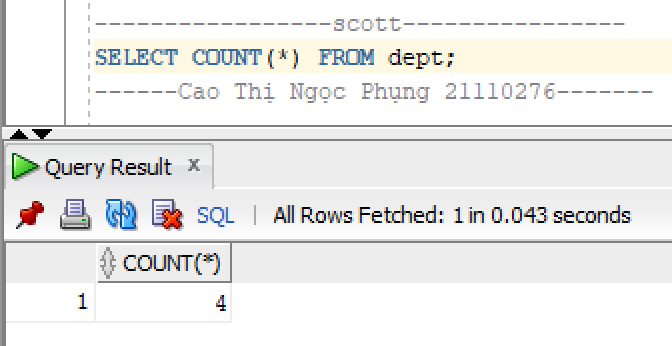 -----------------scott----------------
SELECT COUNT(*) FROM dept;
------Cao Thị Ngọc Phụng 21110276-------
Query Result x
SQL | All Rows Fetched: 1 in 0.043 seconds
COUNT(*)
1 4